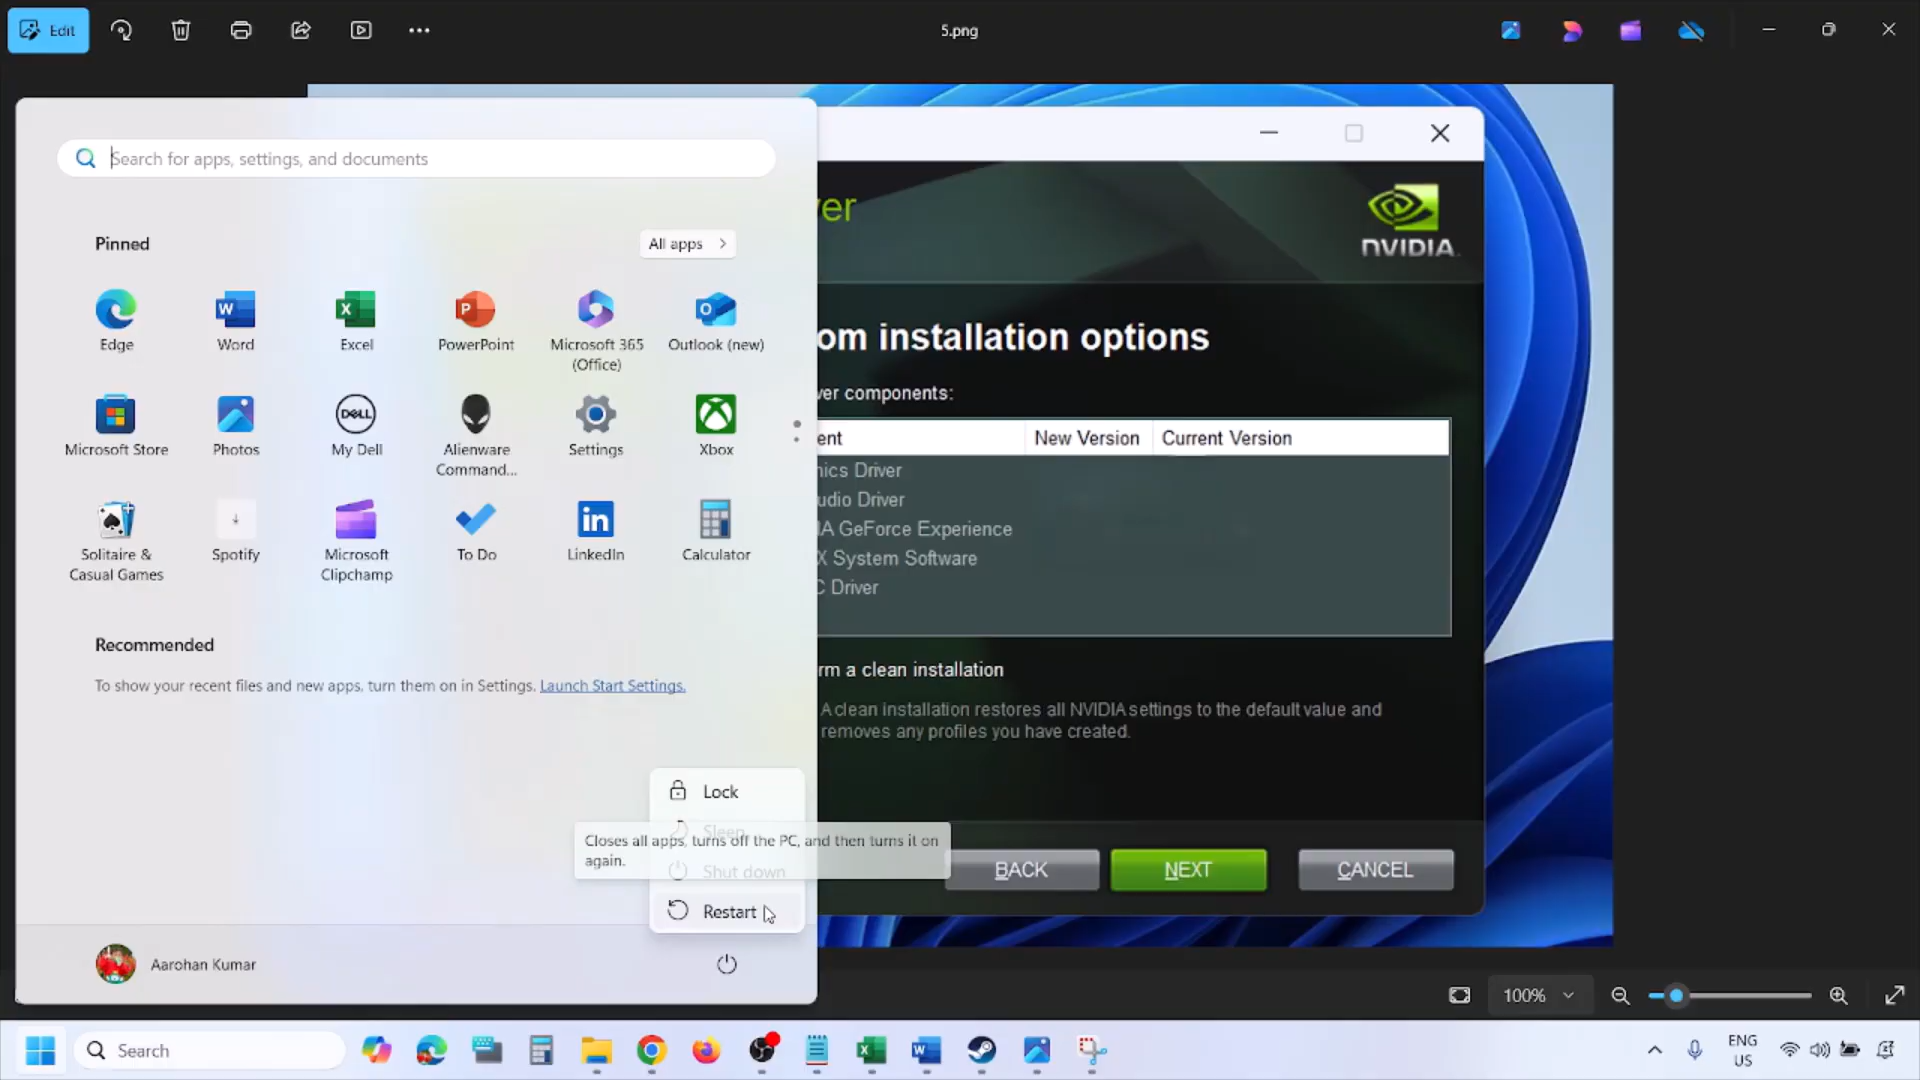 Edit
5.png
Search for apps, settings, and documents
Pinned
All apps
Edge
Word
Excel
PowerPoint
Microsoft 365
(Office)
Outlook (new)
Microsoft Store
Photos
My Dell
Alienware
Command...
Settings
Xbox
Solitaire &
Casual Games
Spotify
Microsoft
Clipchamp
To Do
LinkedIn
Calculator
Recommended
To show your recent files and new apps, turn them on in Settings. Launch Start Settings.
Lock
Sleep
Closes all apps, turns off the PC, and then turns it on
again.
Shut down
Restart
Aarohan Kumar
ver
NVIDIA
om installation options
ver components:
ent
New Version
Current Version
nics Driver
udio Driver
IA GeForce Experience
X System Software
C Driver
rm a clean installation
A clean installation restores all NVIDIA settings to the default value and
removes any profiles you have created.
BACK
NEXT
CANCEL
100%
Search
ENG
US